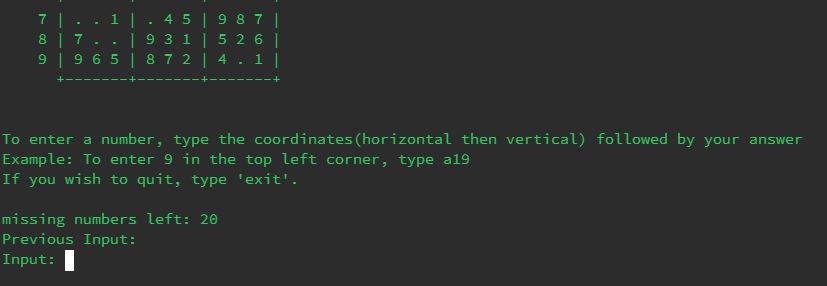 7 | . . 1 | . 4 5 | 9 8 7 |
8 | 7 . . | 9 3 1 | 5 2 6 |
9 | 9 6 5 | 8 7 2 | 4 . 1 |
+-------+-------+-------+
To enter a number, type the coordinates(horizontal then vertical) followed by your answer
Example: To enter 9 in the top left corner, type a19
If you wish to quit, type 'exit'.
missing numbers left: 20
Previous Input:
Input: